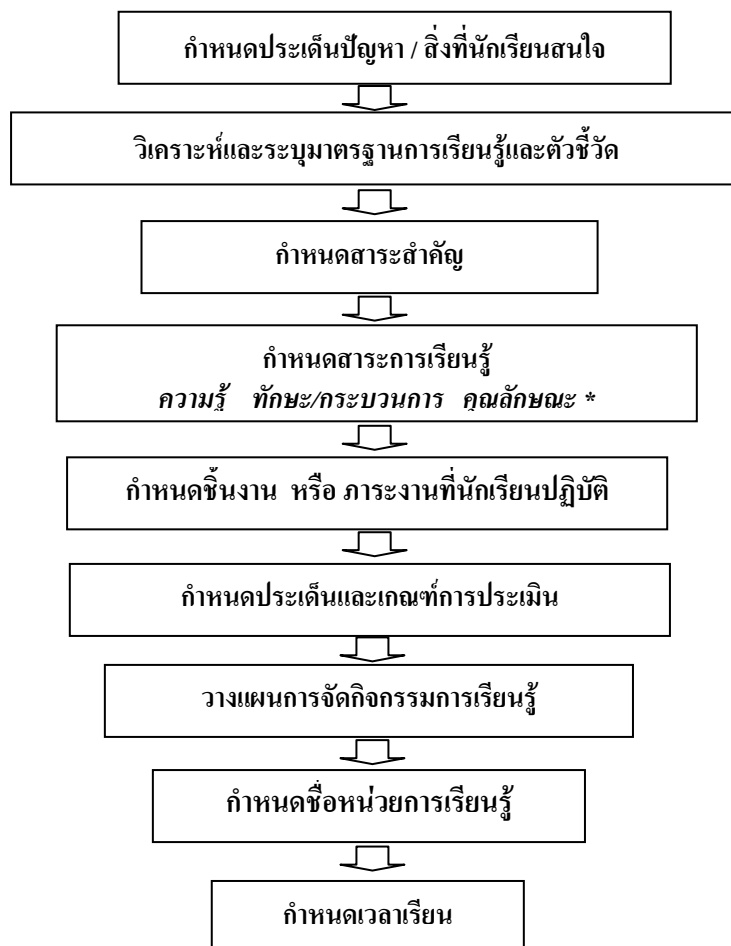 กำหนดประเด็นปัญหา / สิ่งที่นักเรียนสนใจ
วิเคราะห์และระบุมาตรฐานการเรียนรู้และตัวชี้วัด
กำหนดสาระสำคัญ
กำหนดสาระการเรียนรู้
ความรู้ ทักษะ/กระบวนการ คุณลักษณะ *
กำหนดชิ้นงาน หรือ ภาระงานที่นักเรียนปฏิบัติ
กำหนดประเด็นและเกณฑ์การประเมิน
วางแผนการจัดกิจกรรมการเรียนรู้
กำหนดชื่อหน่วยการเรียนรู้
กำหนดเวลาเรียน